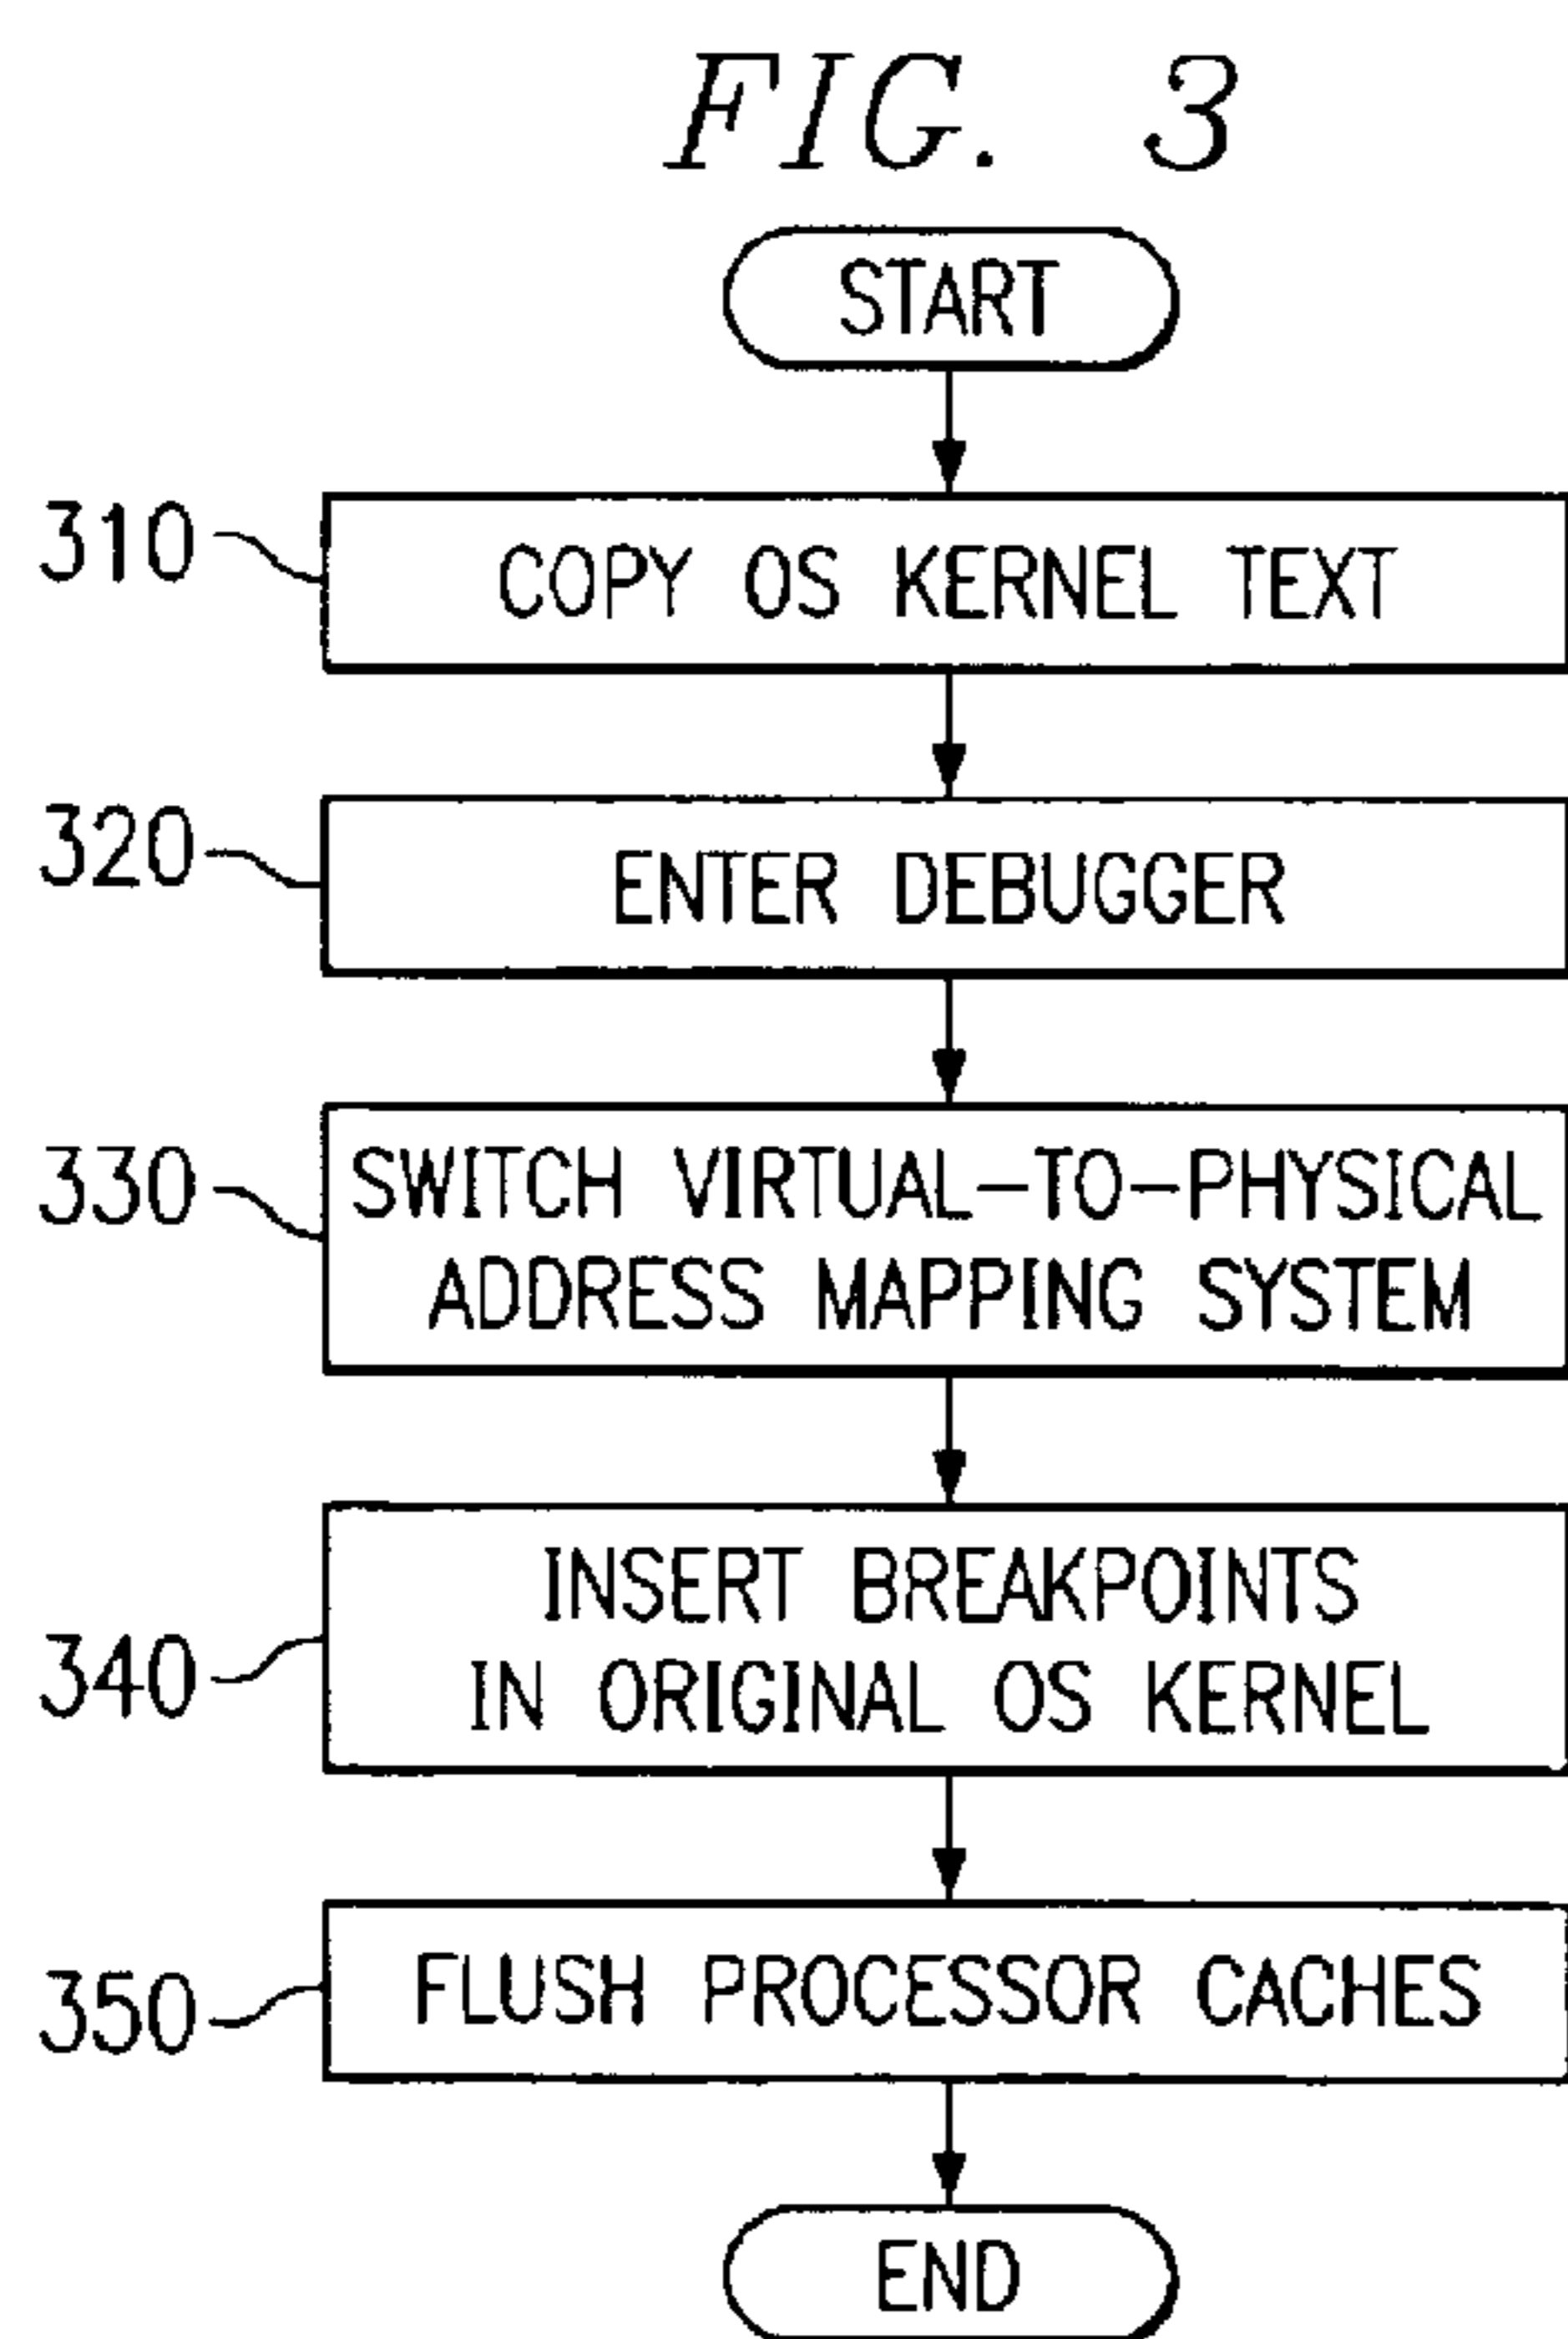 FIG. 3
START
310
COPY OS KERNEL TEXT
320
ENTER DEBUGGER
330
SWITCH VIRTUAL-TO-PHYSICAL
ADDRESS MAPPING SYSTEM
340
INSERT BREAKPOINTS
IN ORIGINAL OS KERNEL
350
FLUSH PROCESSOR CACHES
END